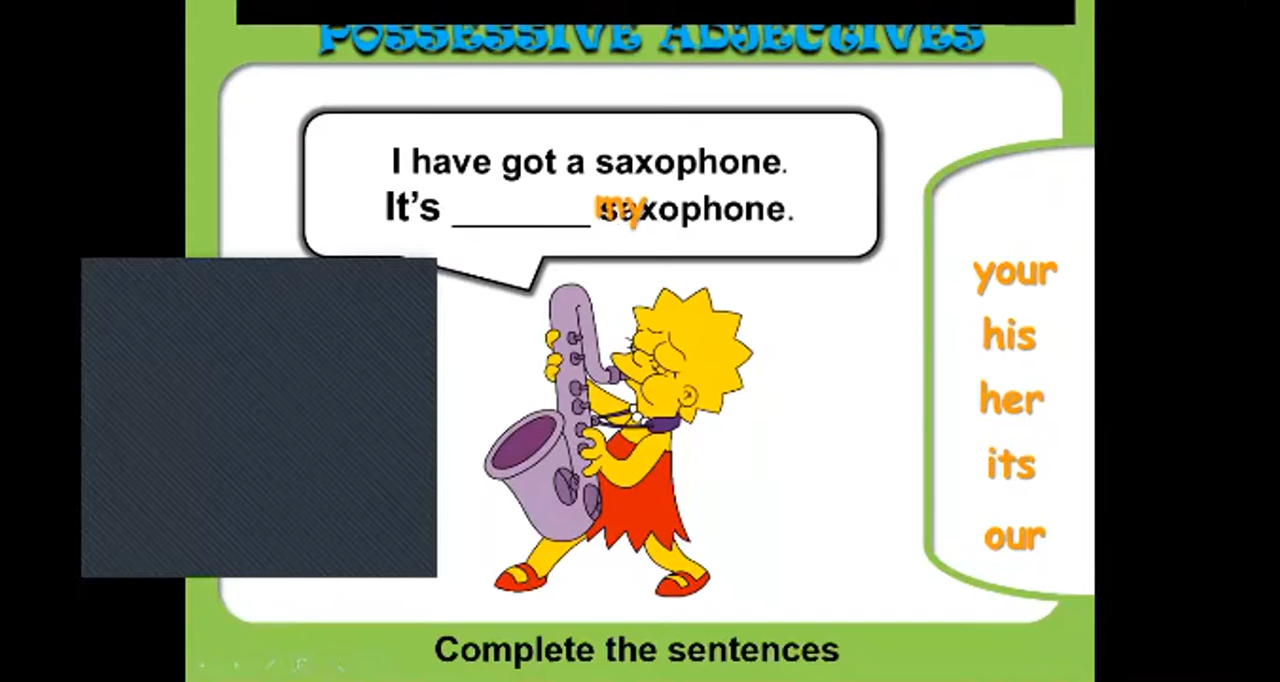 POSSESSIVE ADJECTIVES
I have got a saxophone.
It's _______ my saxophone.
your
his
her
its
our
Complete the sentences